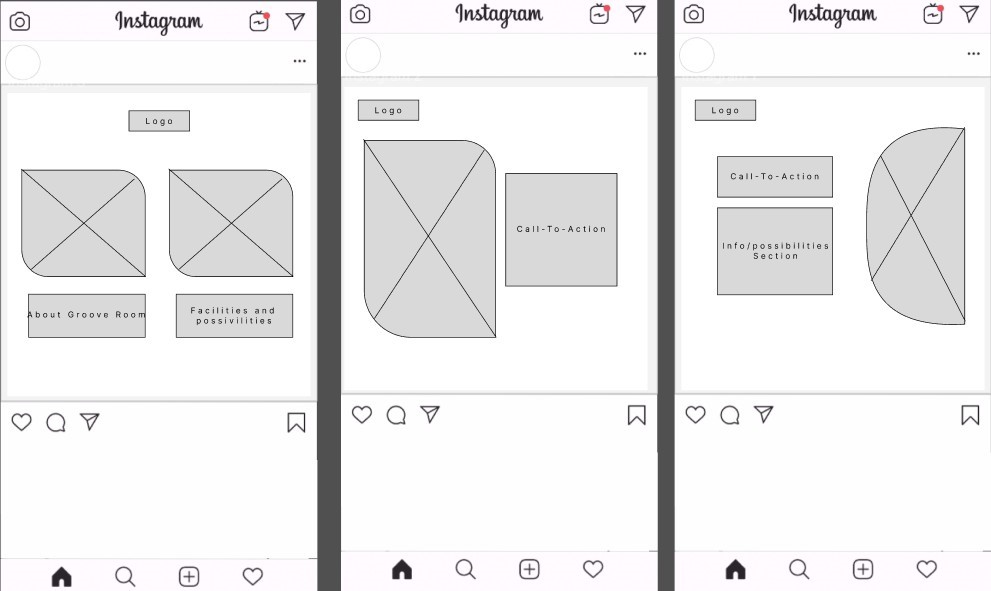 Instagram
Logo
About Groove Room
Facilities and
possivilities
Instagram
Logo
Call-To-Action
Instagram
Logo
Call-To-Action
Info/possibilities
Section